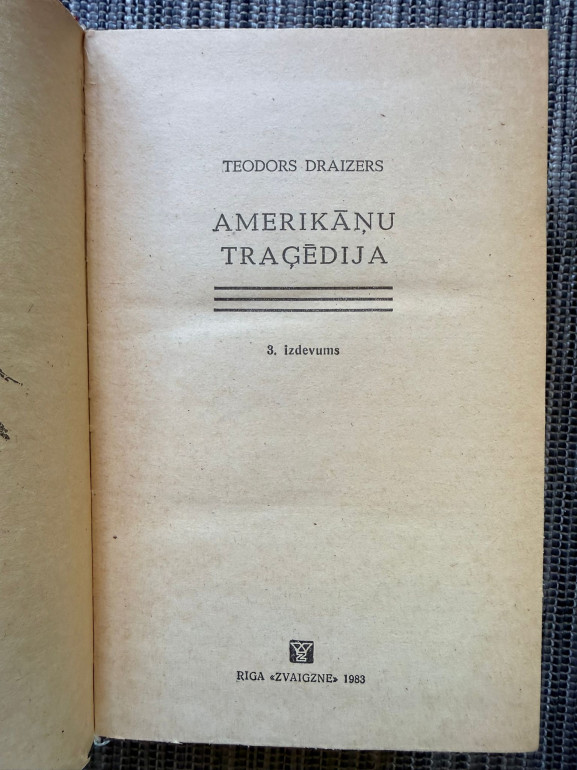 TEODORS DRAIZERS
AMERIKĀŅU
TRAĢĒDIJA
3. izdevums
RIGA «ZVAIGZNE» 1983